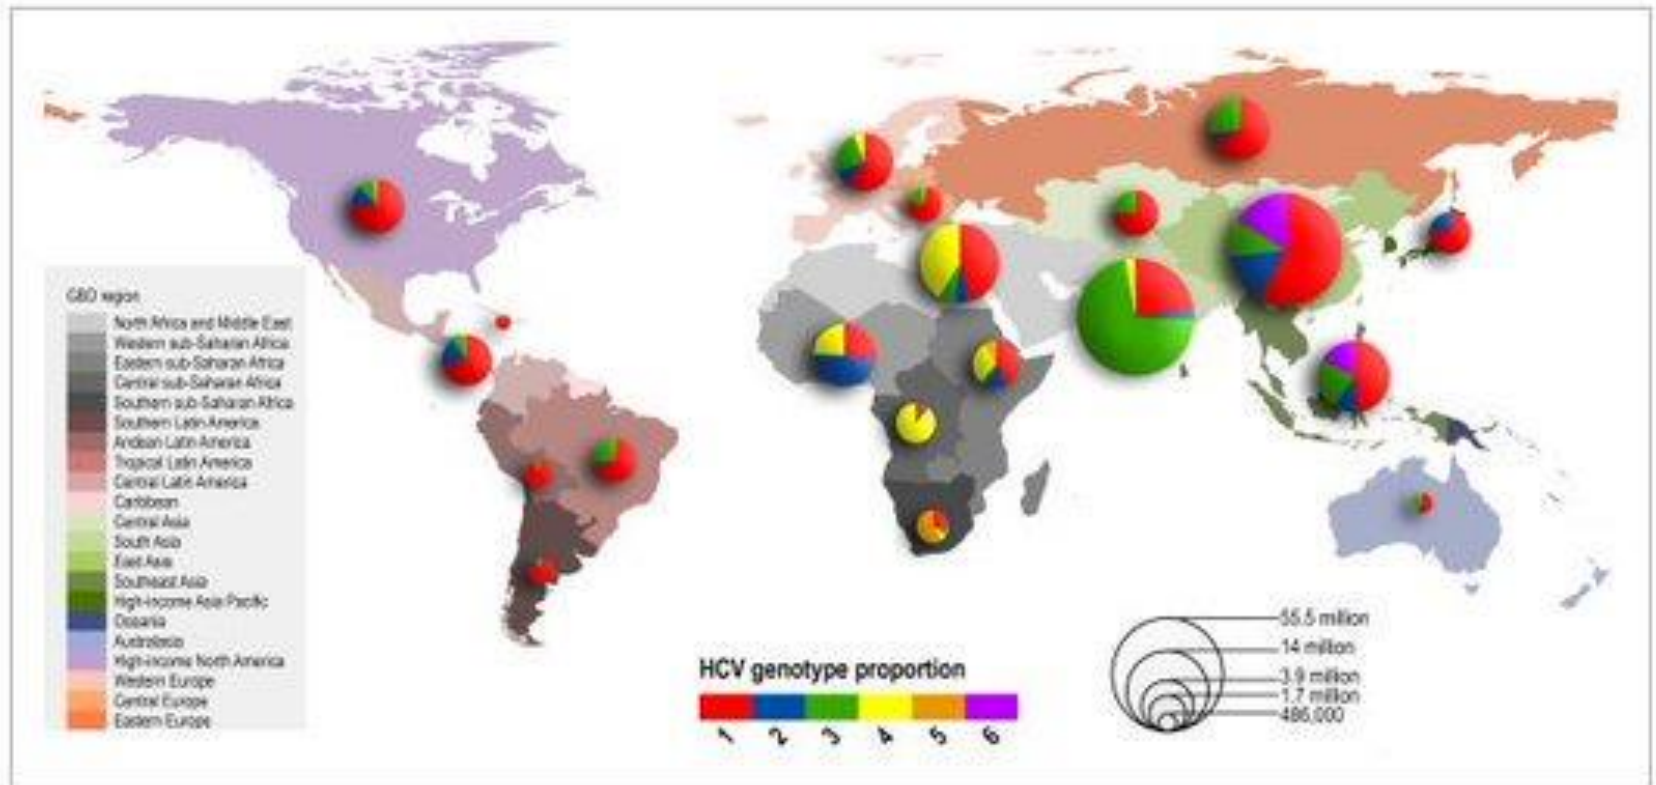 GBD region
North Africa and Middle East
Western sub-Saharan Africa
Eastern sub-Saharan Africa
Central sub-Saharan Africa
Southern sub-Saharan Africa
Southern Latin America
Andean Latin America
Tropical Latin America
Central Latin America
Caribbean
Central Asia
South Asia
East Asia
Southeast Asia
High-income Asia Pacific
Oceania
Australasia
High-income North America
Western Europe
Central Europe
Eastern Europe
HCV genotype proportion
1 2 3 4 5 6
55.5 million
14 million
3.9 million
1.7 million
486,000